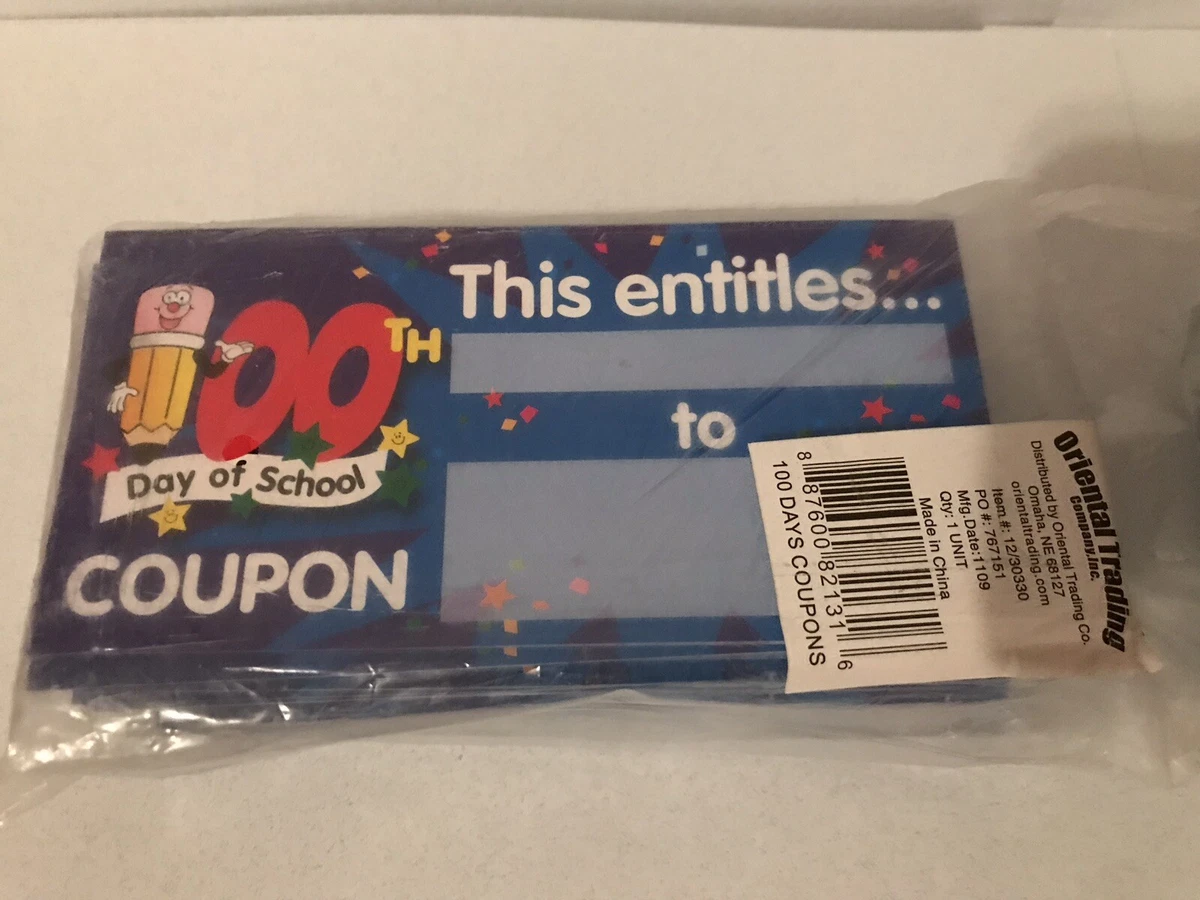 This entitles...
00TH
to
Day of School
COUPON
Oriental Trading
Company, Inc.
Distributed by Oriental Trading Co.
Omaha, NE 68127
orientaltrading.com
Item #: 12/30330
PO #: 767151
Mfg.Date:1109
Qty: 1 UNIT
Made in China
8 87600 82131 6
100 DAYS COUPONS